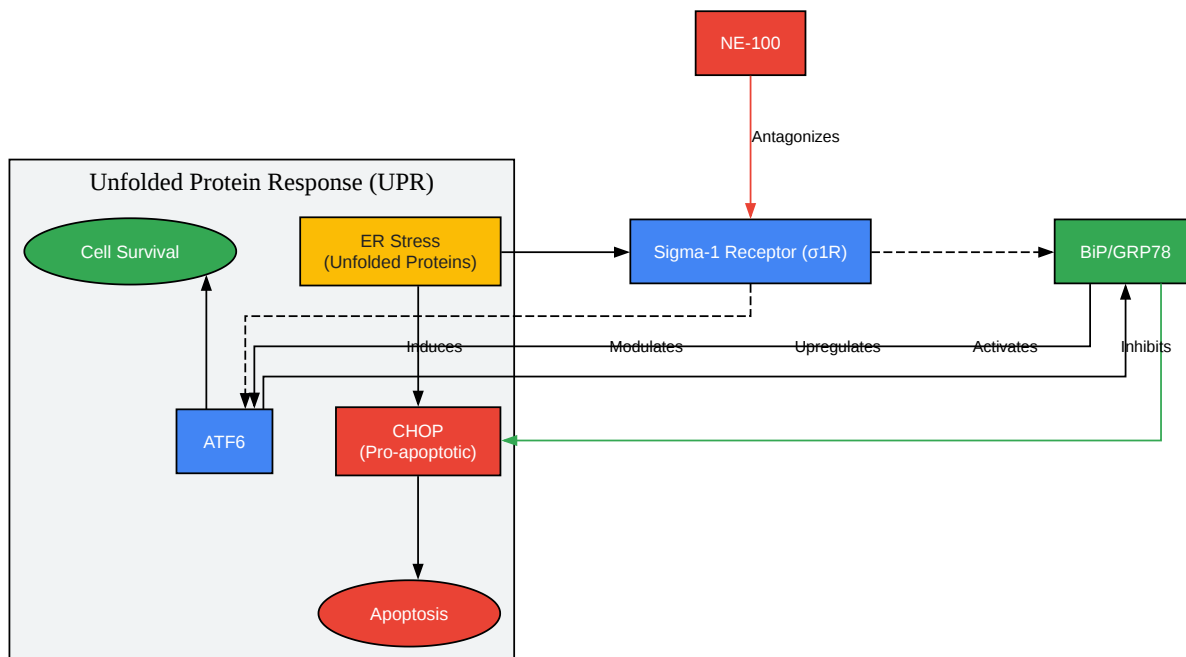 NE-100
Antagonizes
Unfolded Protein Response (UPR)
Cell Survival
ER Stress
(Unfolded Proteins)
Sigma-1 Receptor (σ1R)
BiP/GRP78
Induces
Modulates
Upregulates
Activates
Inhibits
ATF6
CHOP
(Pro-apoptotic)
Apoptosis